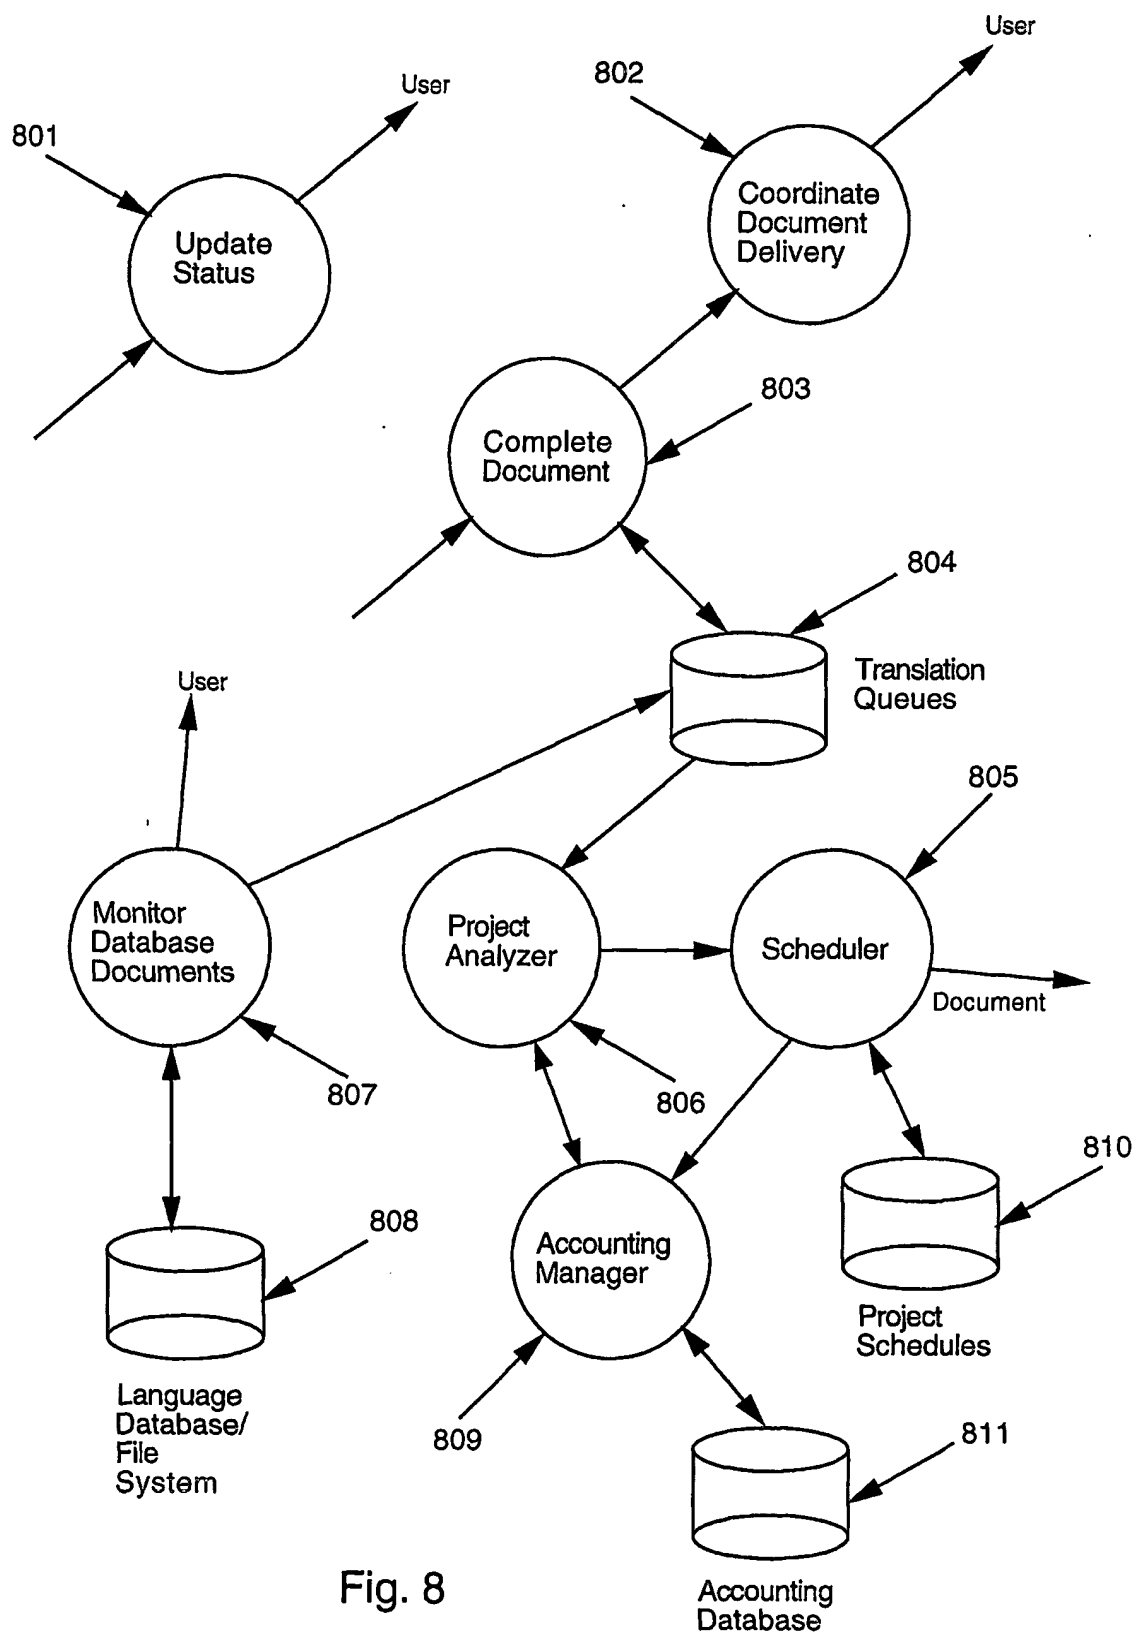 User
802
User
801
Coordinate
Document
Delivery
Update
Status
803
Complete
Document
804
Translation
Queues
User
805
Monitor
Database
Documents
Project
Analyzer
Scheduler
Document
807
806
810
808
Accounting
Manager
Project
Schedules
Language
Database/
File
System
809
811
Fig. 8
Accounting
Database